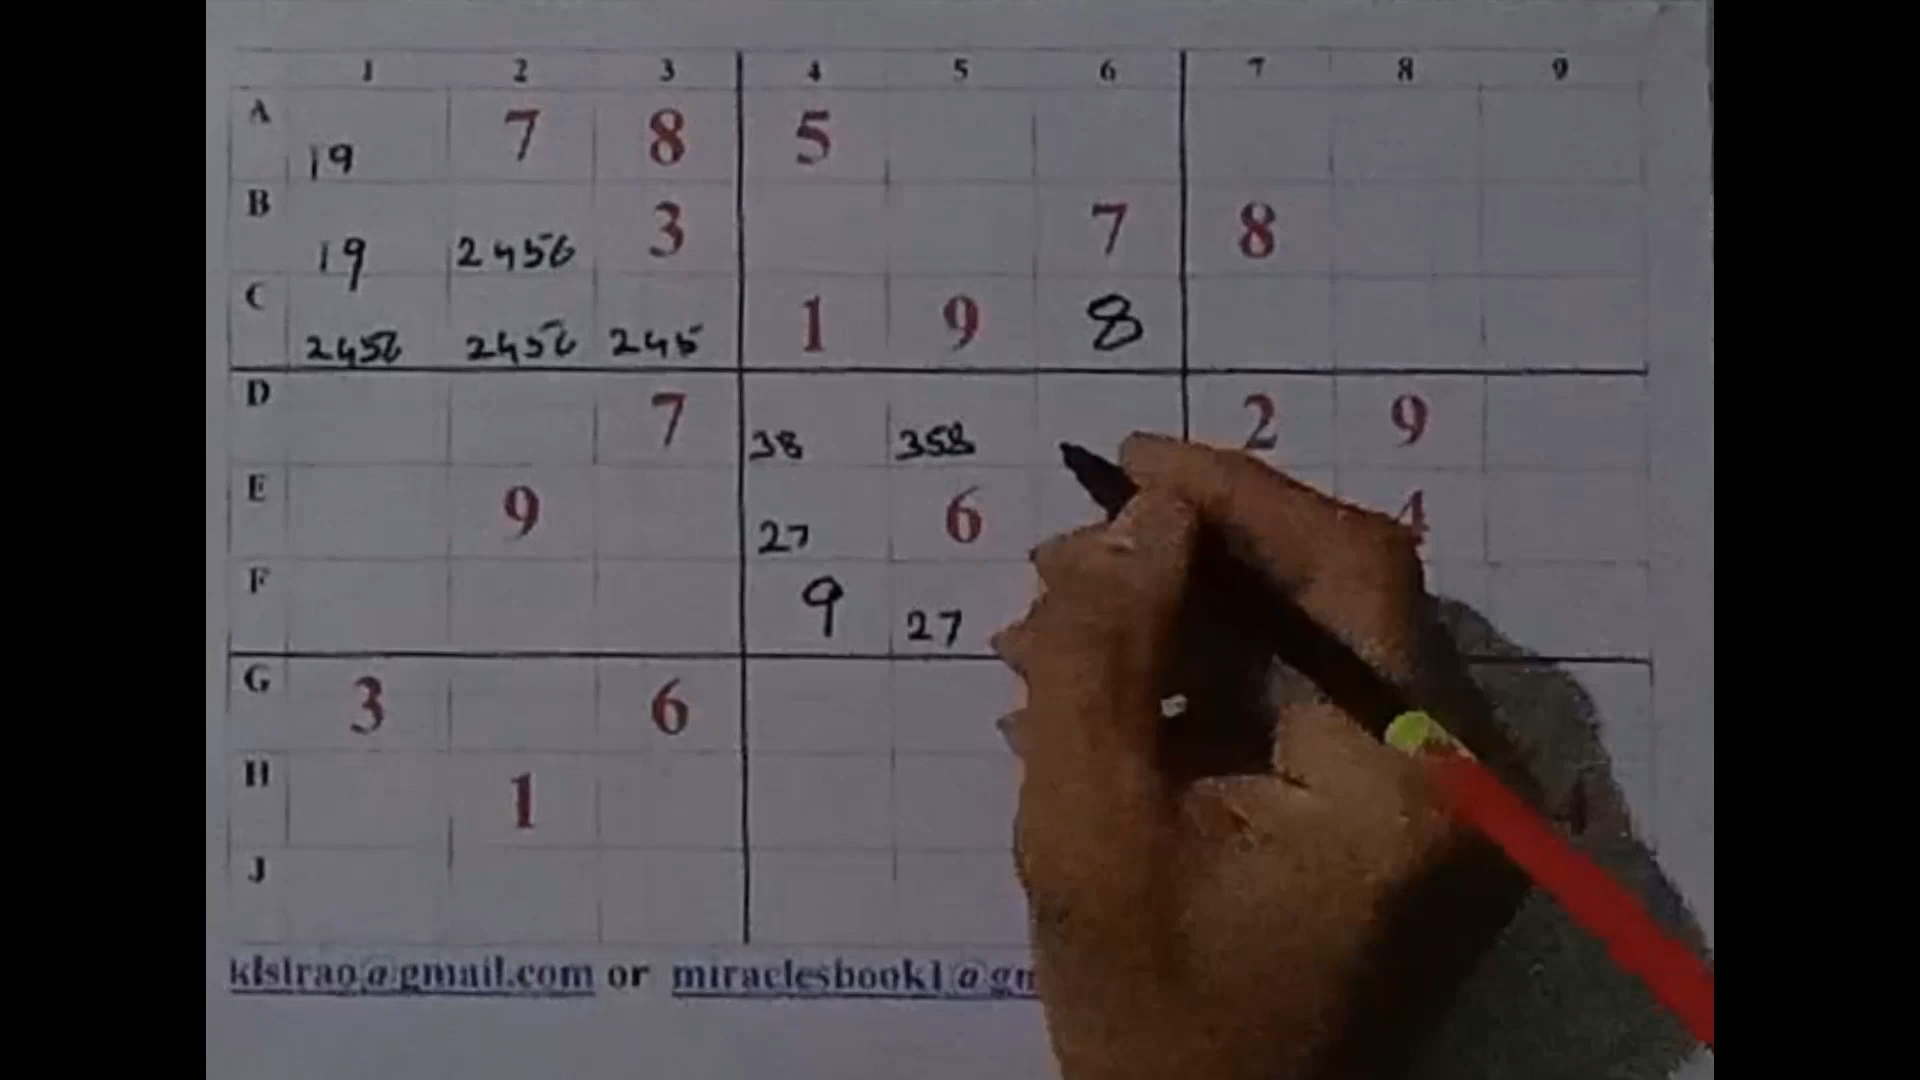 1 2 3 4 5 6 7 8 9
A 19 7 8 5
B 19 2456 3 7 8
C 2456 2456 245 1 9 8
D 7 38 358 2 9
E 9 27 6 4
F 9 27
G 3 6
H 1
J
klstrao@gmail.com or miraclesbook1@gm